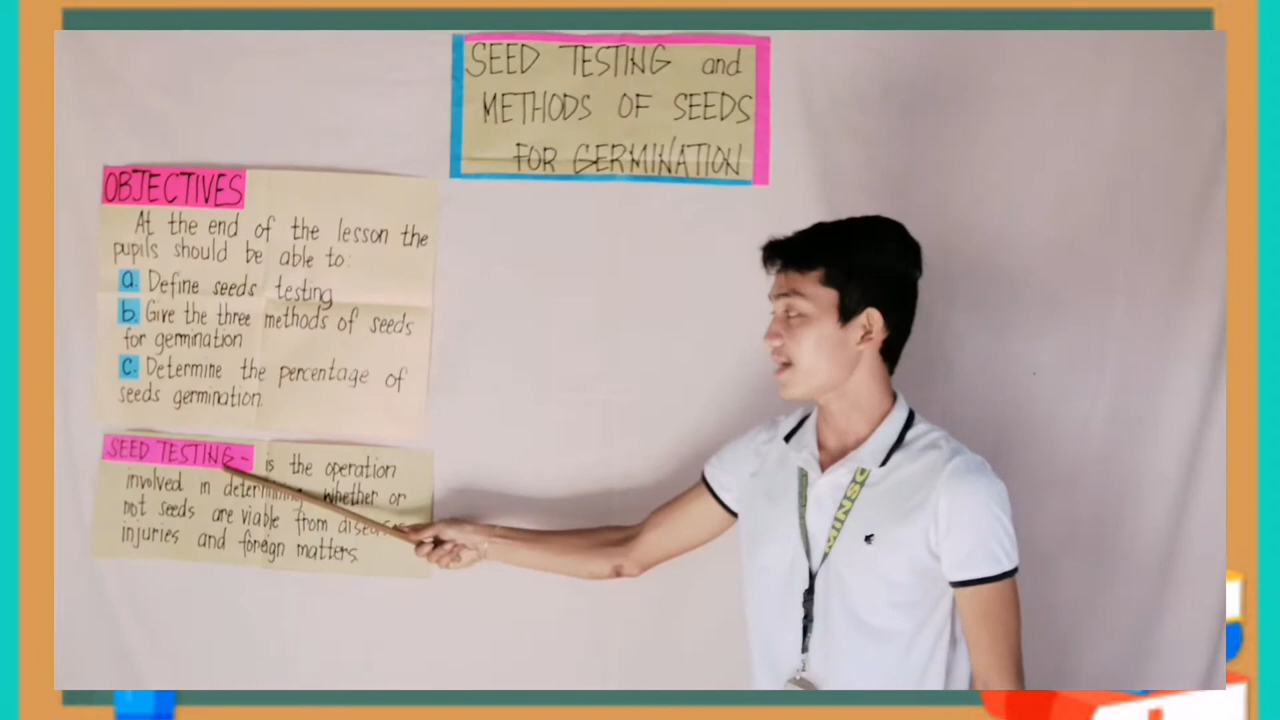 SEED TESTING and
METHODS OF SEEDS
FOR GERMINATION
OBJECTIVES
At the end of the lesson the
pupils should be able to:
a. Define seeds testing
b. Give the three methods of seeds
for germination
c. Determine the percentage of
seeds germination.
SEED TESTING- is the operation
involved in determining whether or
not seeds are viable from diseases
injuries and foreign matters.
MINSC